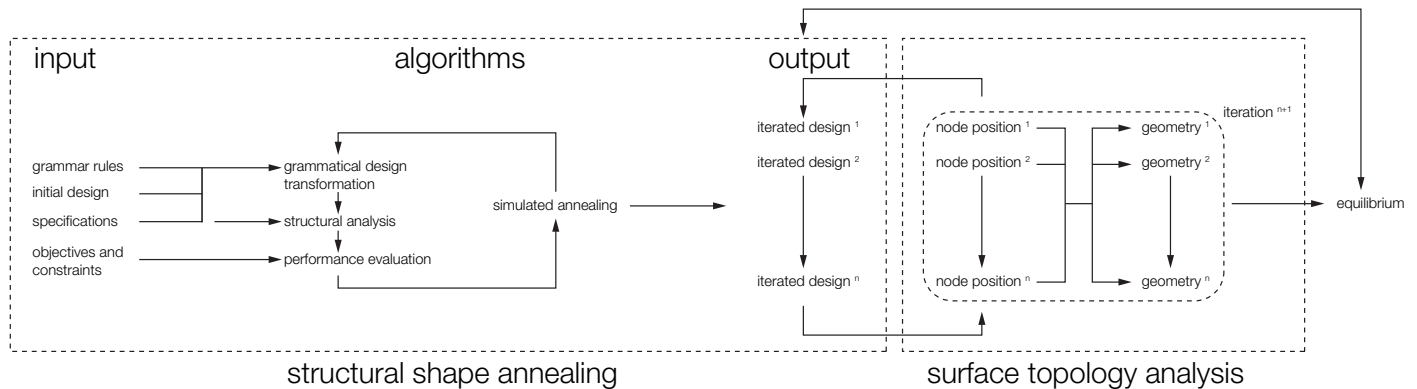 input
algorithms
output
grammar rules
initial design
specifications
objectives and
constraints
grammatical design
transformation
structural analysis
performance evaluation
simulated annealing
iterated design 1
iterated design 2
iterated design n
node position 1
node position 2
node position n
geometry 1
geometry 2
geometry n
iteration n+1
equilibrium
structural shape annealing
surface topology analysis